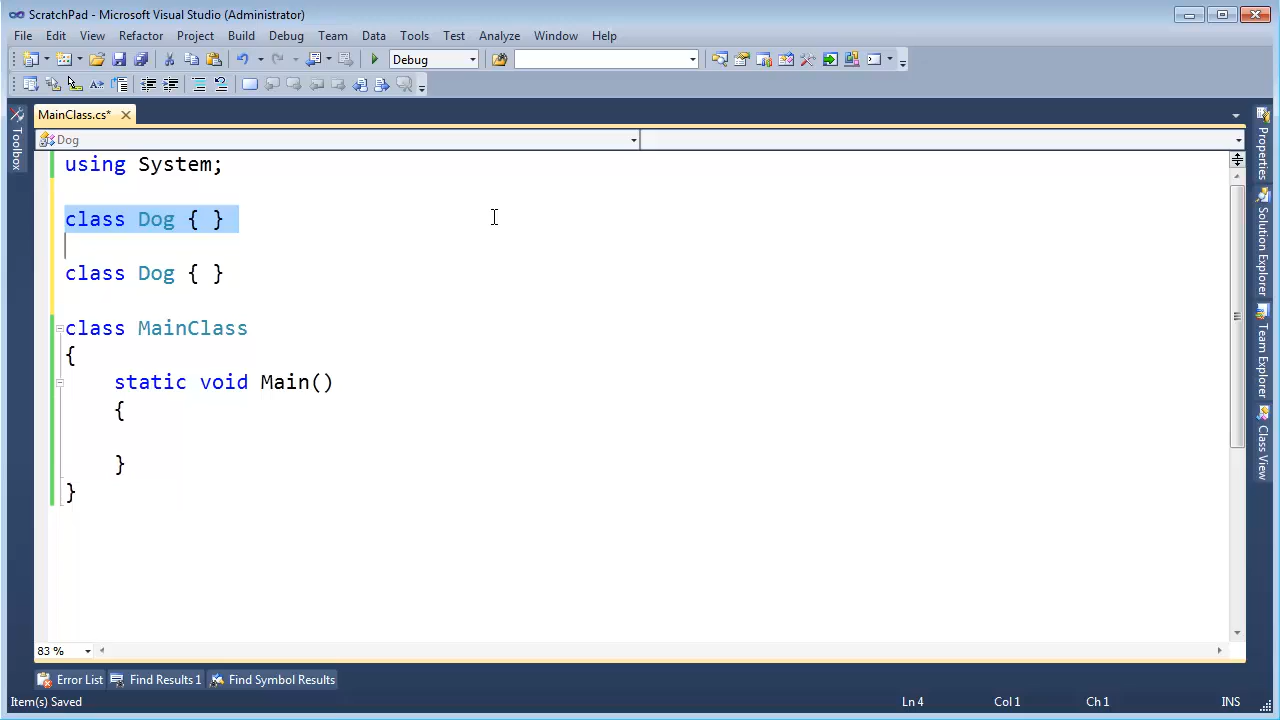 ScratchPad - Microsoft Visual Studio (Administrator)
File Edit View Refactor Project Build Debug Team Data Tools Test Analyze Window Help
Debug
MainClass.cs*
Dog
using System;
class Dog { }
class Dog { }
class MainClass
{
static void Main()
{
}
}
Toolbox
Properties
Solution Explorer
Team Explorer
Class View
83 %
Error List Find Results 1 Find Symbol Results
Item(s) Saved Ln 4 Col 1 Ch 1 INS